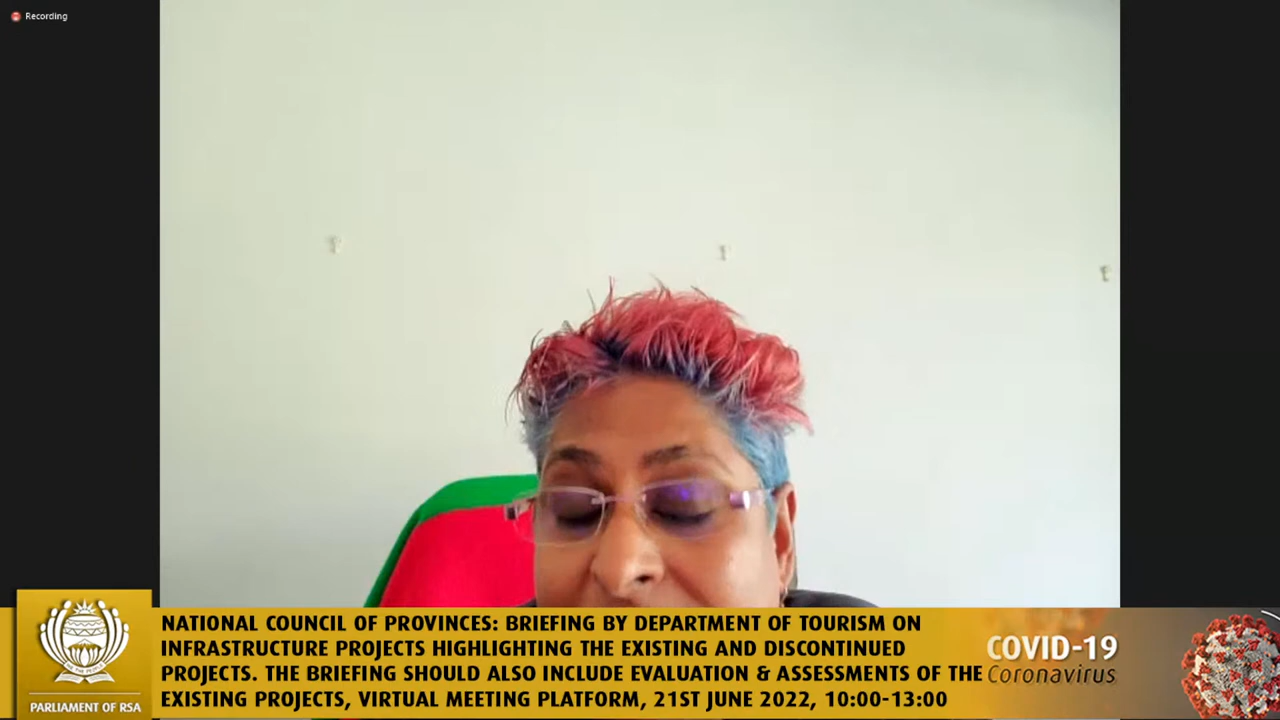 Recording
NATIONAL COUNCIL OF PROVINCES: BRIEFING BY DEPARTMENT OF TOURISM ON
INFRASTRUCTURE PROJECTS HIGHLIGHTING THE EXISTING AND DISCONTINUED
PROJECTS. THE BRIEFING SHOULD ALSO INCLUDE EVALUATION & ASSESSMENTS OF THE
EXISTING PROJECTS, VIRTUAL MEETING PLATFORM, 21ST JUNE 2022, 10:00-13:00
PARLIAMENT OF RSA
COVID-19
Coronavirus